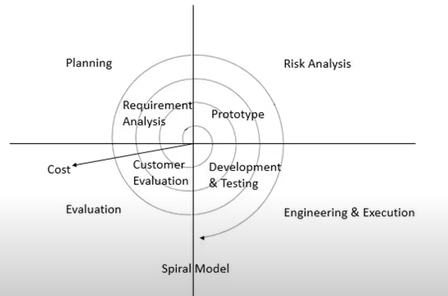 Planning
Risk Analysis
Requirement
Analysis
Prototype
Cost
Customer
Evaluation
Development
& Testing
Evaluation
Engineering & Execution
Spiral Model